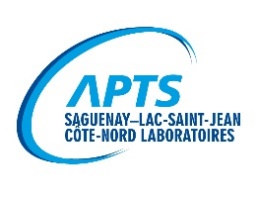 APTS
SAGUENAY–LAC-SAINT-JEAN
CÔTE-NORD LABORATOIRES